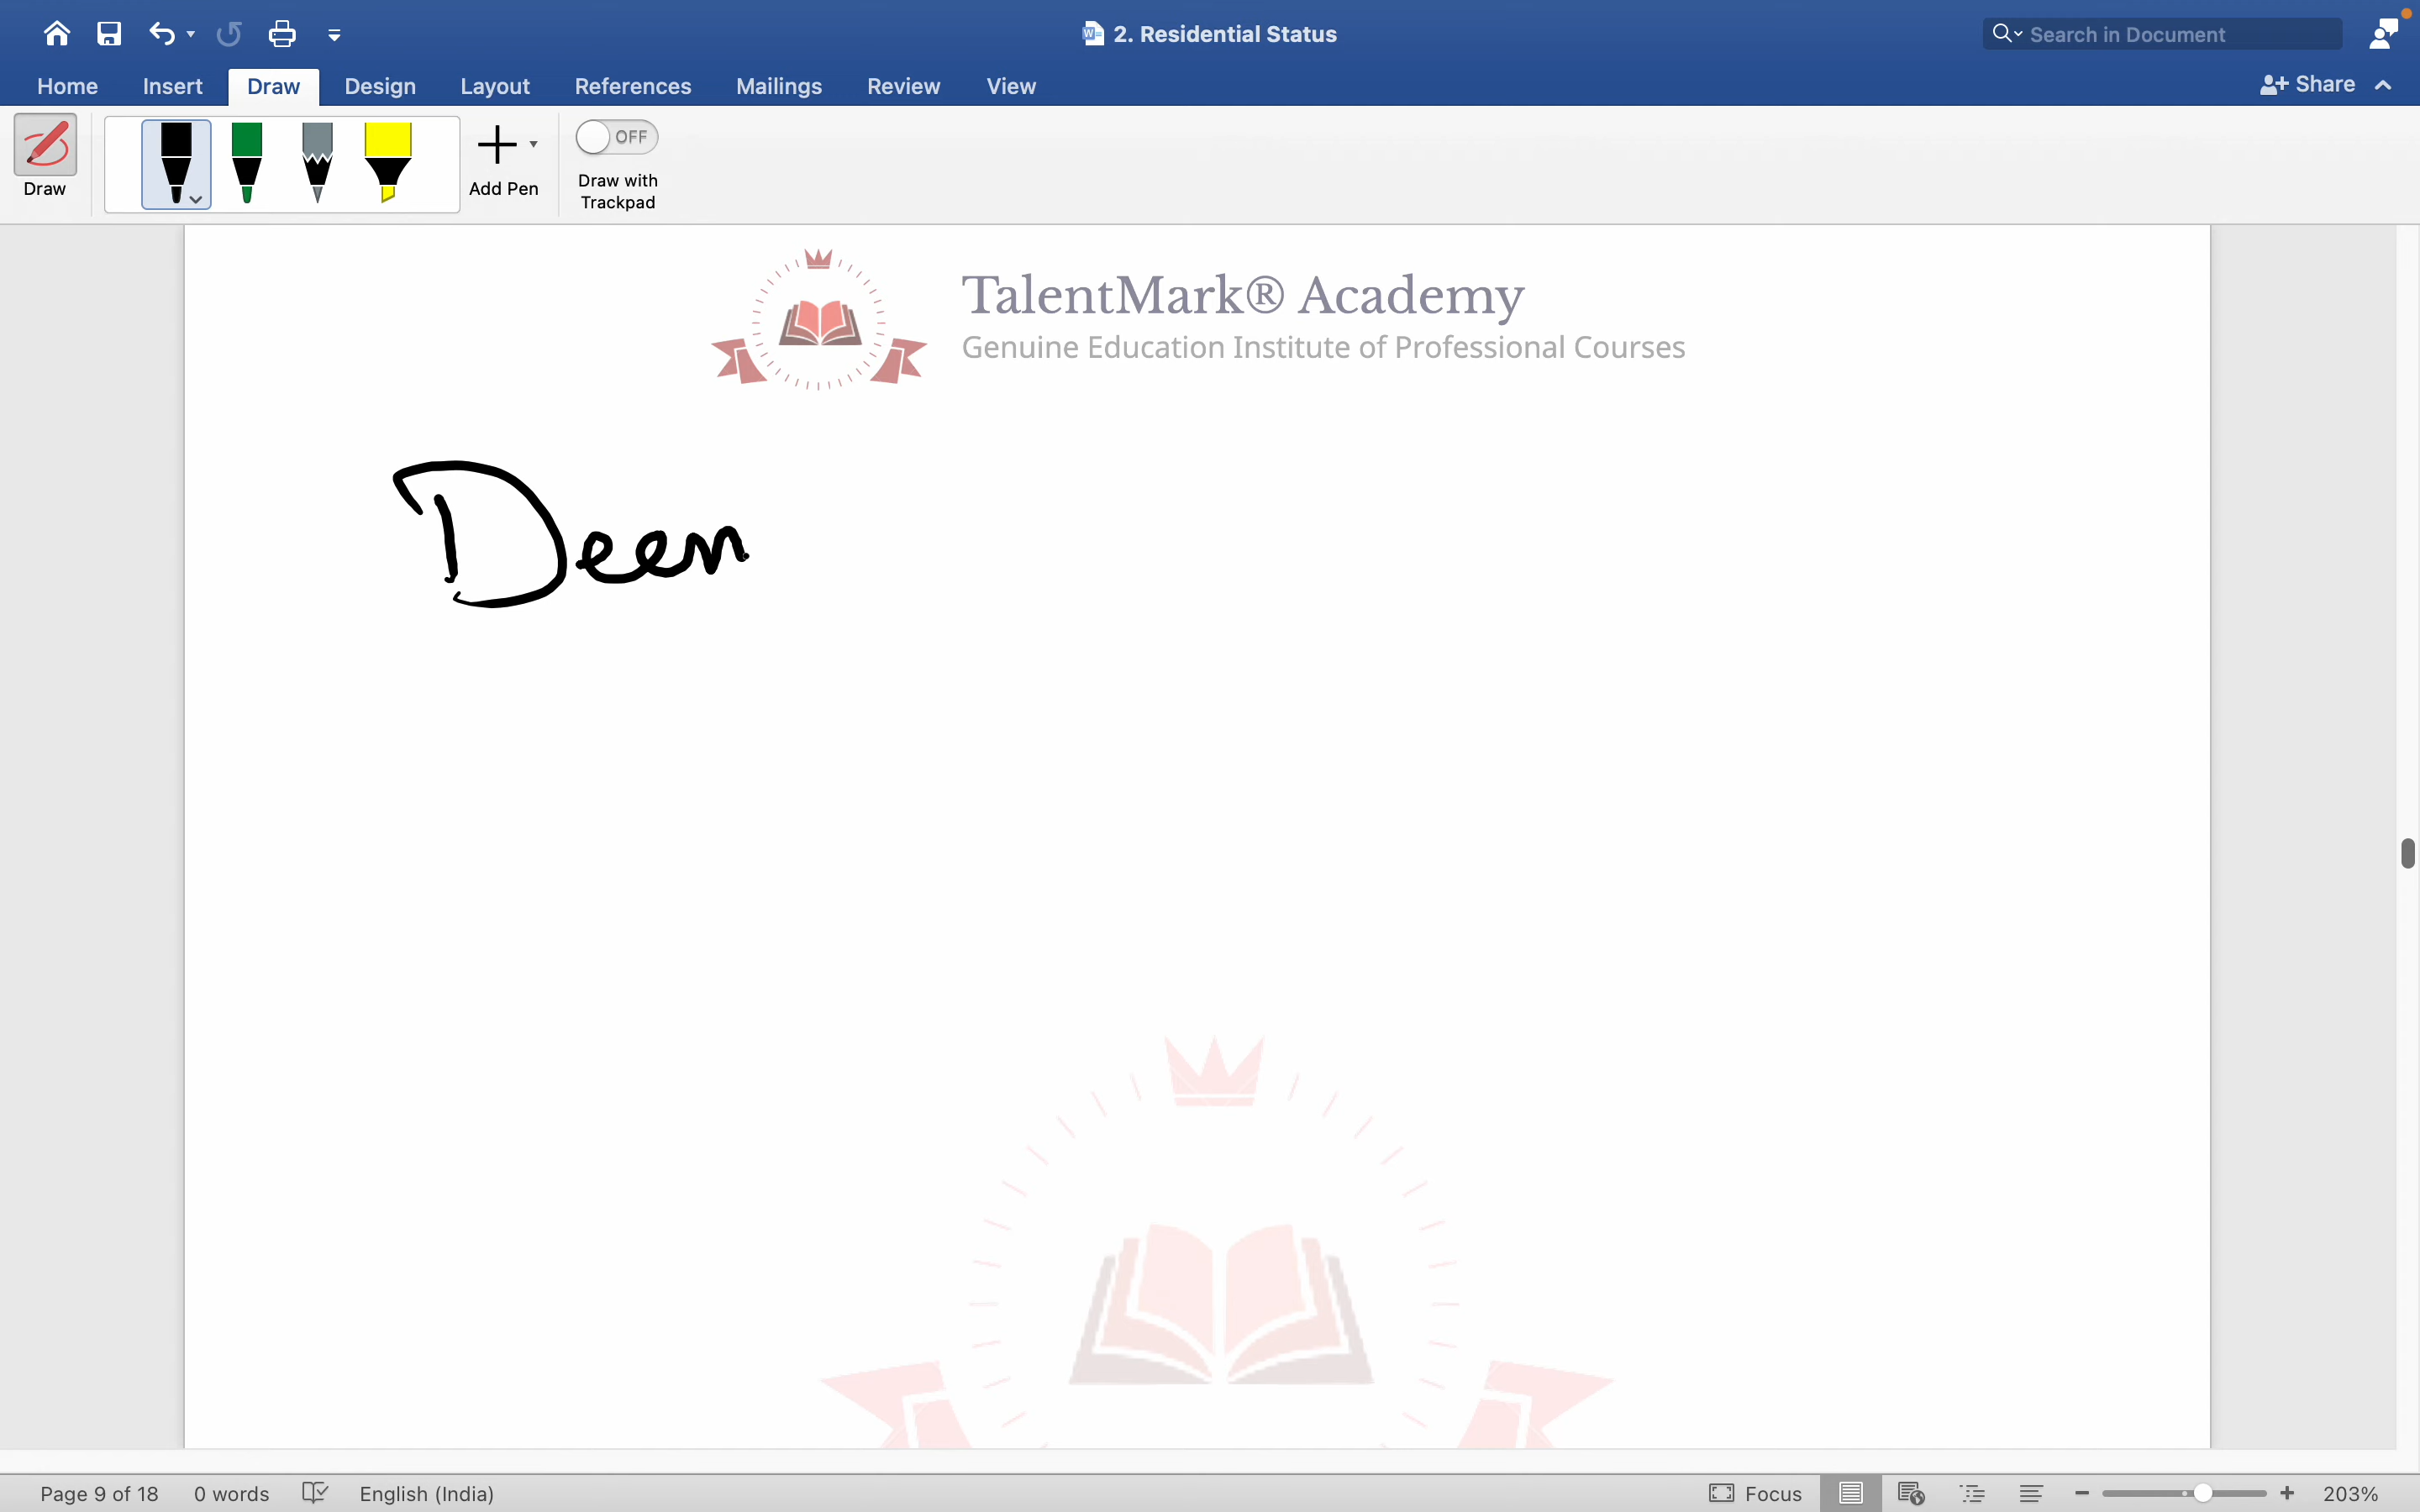 2. Residential Status
Search in Document
Home Insert Draw Design Layout References Mailings Review View Share
OFF
Draw Add Pen Draw with Trackpad
TalentMark® Academy
Genuine Education Institute of Professional Courses
Deem
Page 9 of 18 0 words English (India) Focus 203%